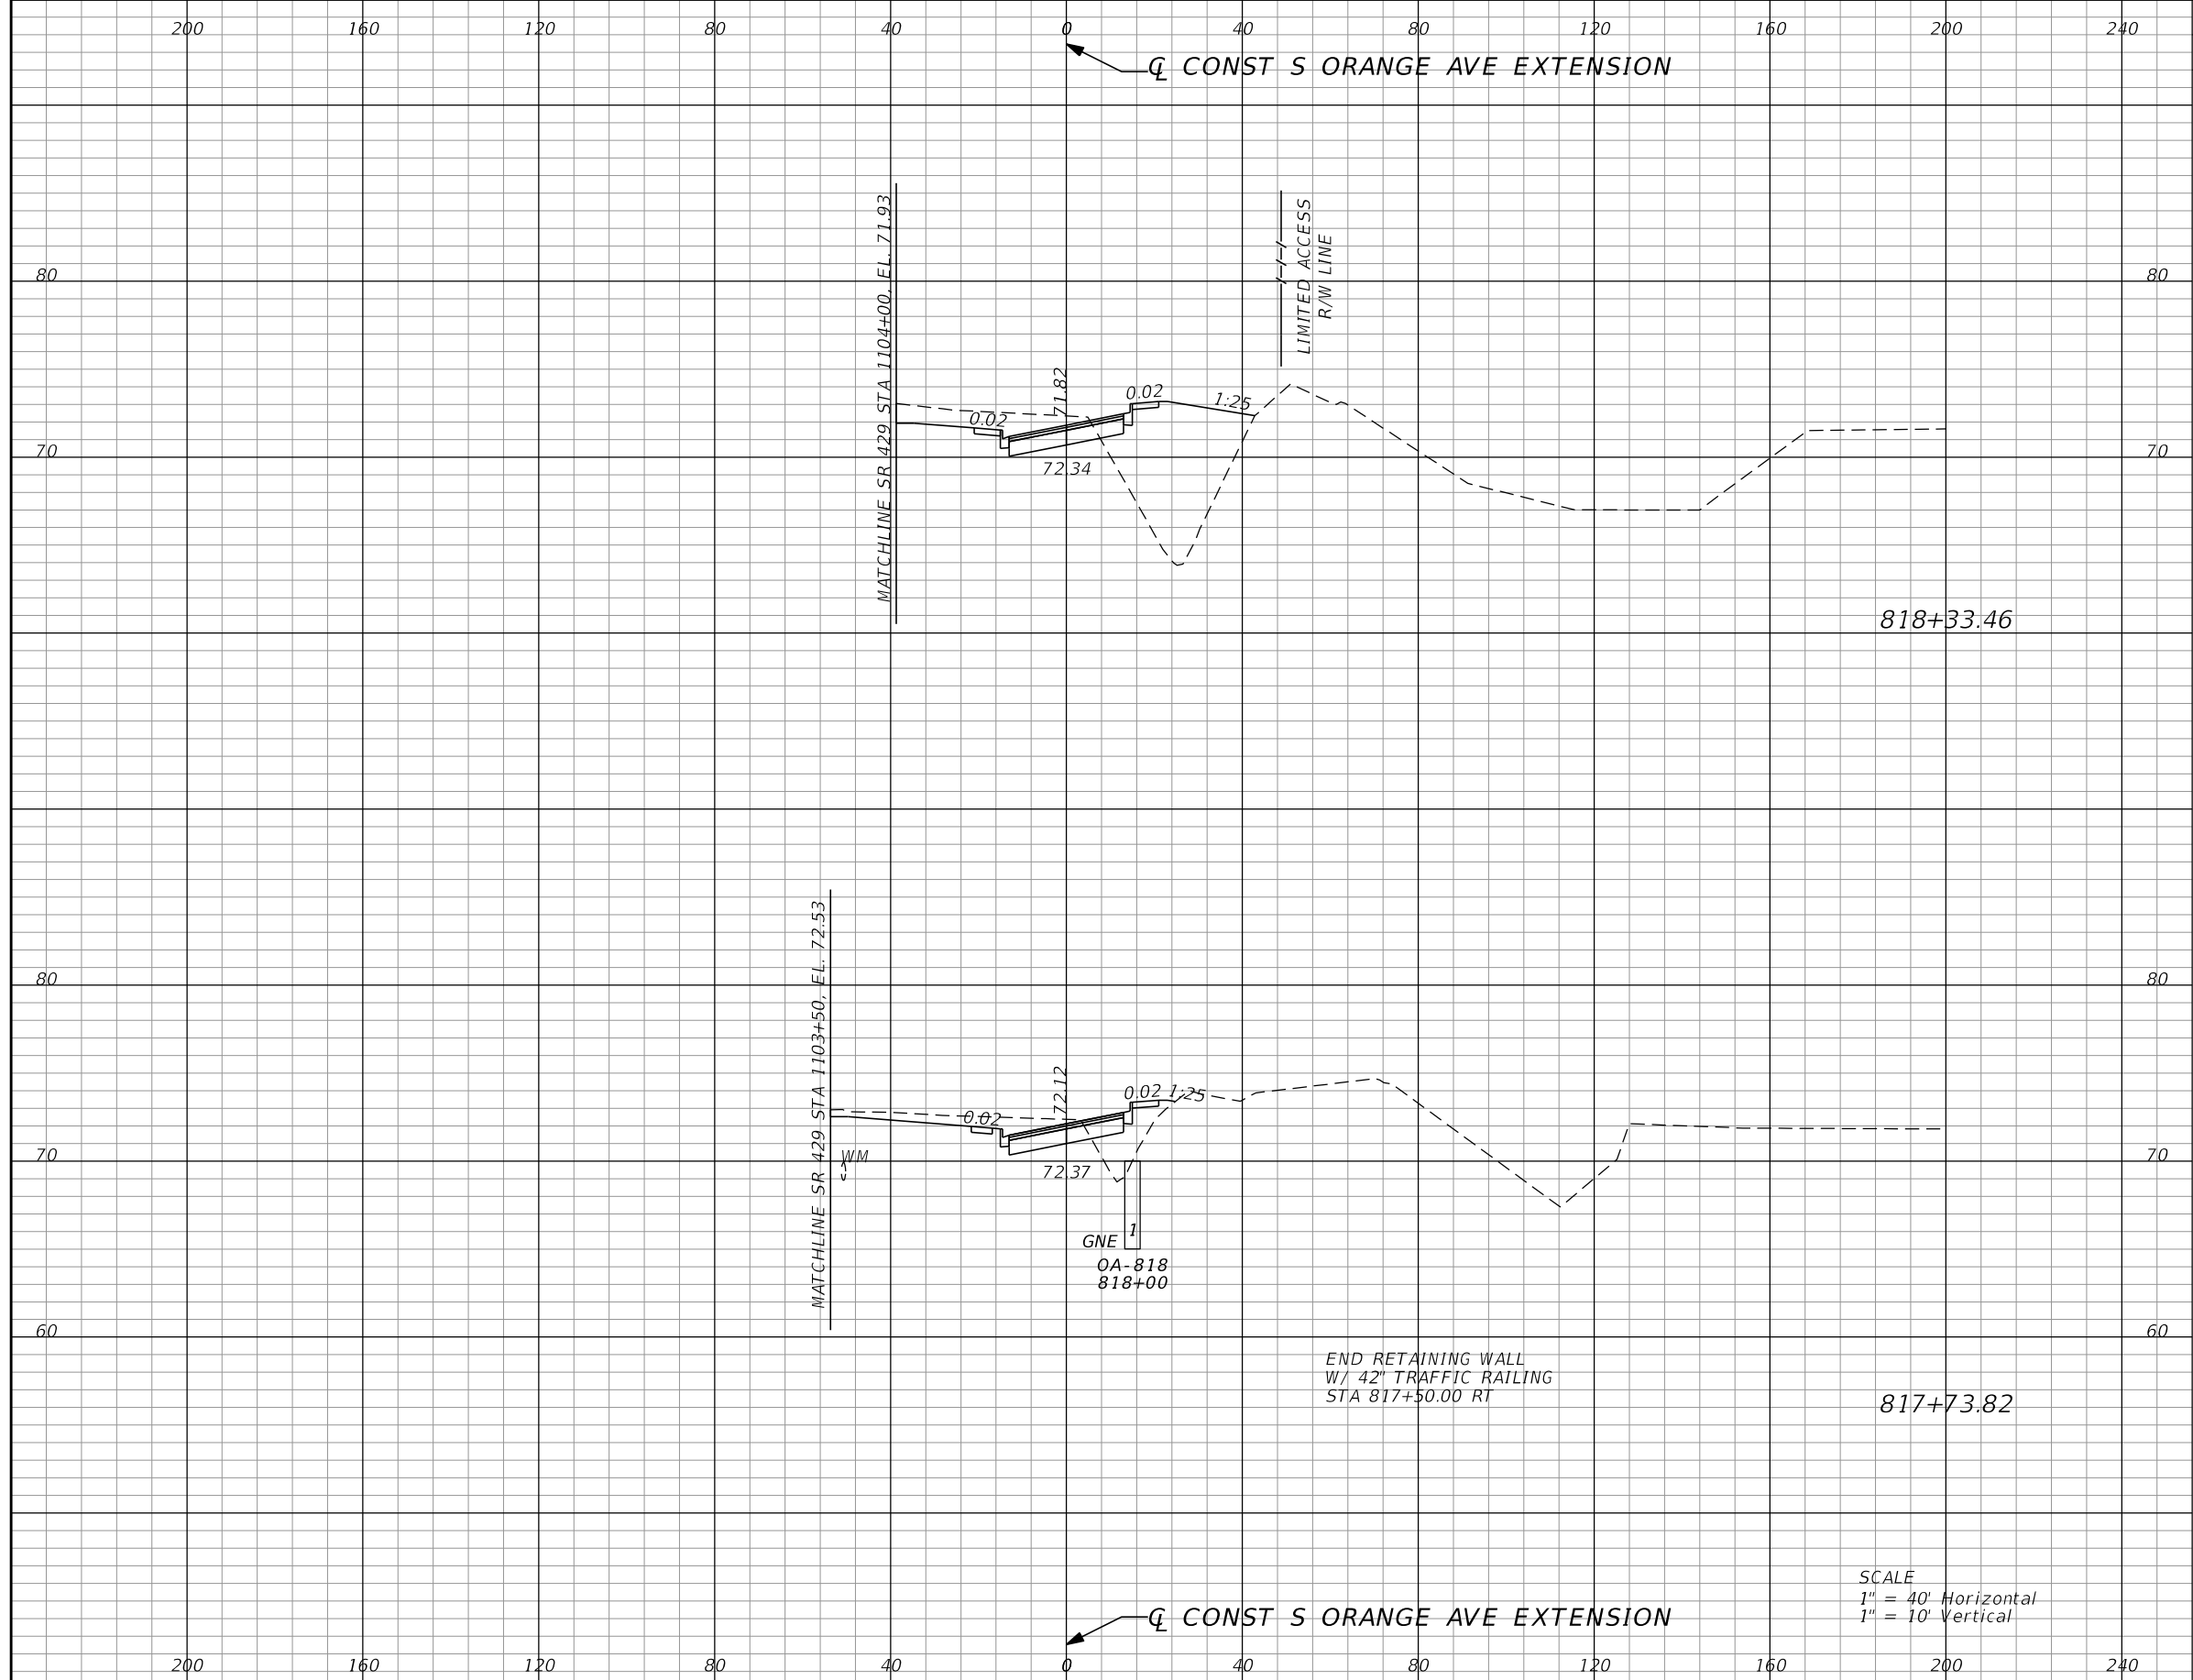 200 160 120 80 40 0 40 80 120 160 200 240
℄ CONST S ORANGE AVE EXTENSION
MATCHLINE SR 429 STA 1104+00, EL. 71.93
LIMITED ACCESS
R/W LINE
80 80
71.82
0.02
1:25
0.02
70 70
72.34
818+33.46
MATCHLINE SR 429 STA 1103+50, EL. 72.53
80 80
72.12
0.02 1:25
0.02
70 WM 70
72.37
1
GNE
OA-818
818+00
60 60
END RETAINING WALL
W/ 42" TRAFFIC RAILING
STA 817+50.00 RT
817+73.82
SCALE
1" = 40' Horizontal
1" = 10' Vertical
℄ CONST S ORANGE AVE EXTENSION
200 160 120 80 40 0 40 80 120 160 200 240